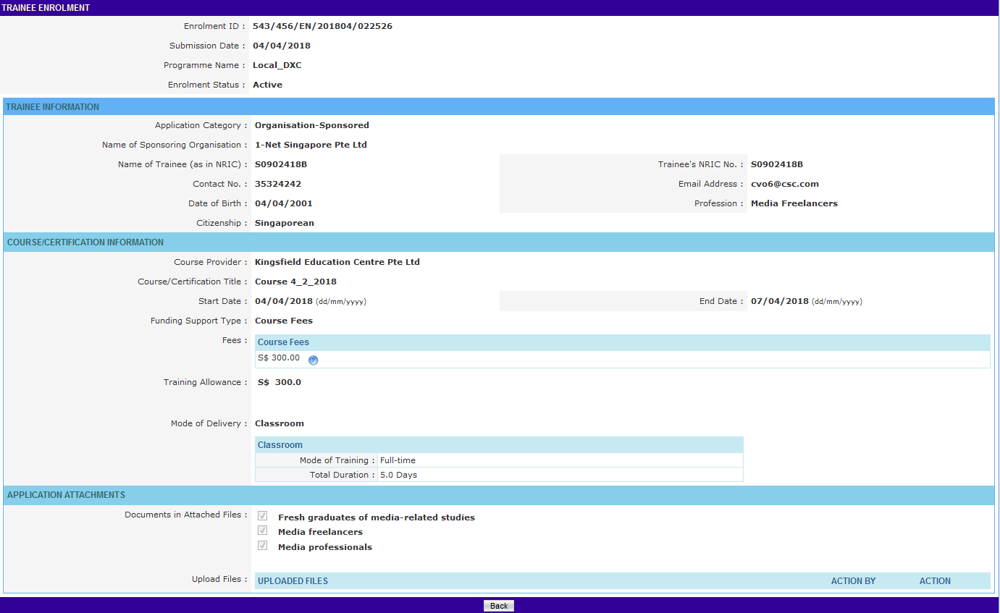 TRAINEE ENROLMENT
Enrolment ID : 543/456/EN/201804/022526
Submission Date : 04/04/2018
Programme Name : Local_DXC
Enrolment Status : Active
TRAINEE INFORMATION
Application Category : Organisation-Sponsored
Name of Sponsoring Organisation : 1-Net Singapore Pte Ltd
Name of Trainee (as in NRIC) : S0902418B Trainee's NRIC No. : S0902418B
Contact No. : 35324242 Email Address : cvo6@csc.com
Date of Birth : 04/04/2001 Profession : Media Freelancers
Citizenship : Singaporean
COURSE/CERTIFICATION INFORMATION
Course Provider : Kingsfield Education Centre Pte Ltd
Course/Certification Title : Course 4_2_2018
Start Date : 04/04/2018 (dd/mm/yyyy) End Date : 07/04/2018 (dd/mm/yyyy)
Funding Support Type : Course Fees
Fees : Course Fees
S$ 300.00 ?
Training Allowance : S$ 300.0
Mode of Delivery : Classroom
Classroom
Mode of Training : Full-time
Total Duration : 5.0 Days
APPLICATION ATTACHMENTS
Documents in Attached Files : Fresh graduates of media-related studies
Media freelancers
Media professionals
Upload Files : UPLOADED FILES ACTION BY ACTION
Back